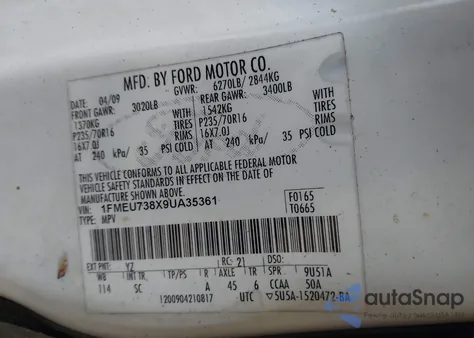 MFD. BY FORD MOTOR CO.
DATE: 04/09 GVWR: 6270LB/ 2844KG
FRONT GAWR: 3020LB REAR GAWR: 3400LB
1370KG 1542KG
P235/70R16 TIRES P235/70R16 TIRES
16X7.0J RIMS 16X7.0J RIMS
AT 240 kPa/ 35 PSI COLD AT 240 kPa/ 35 PSI COLD
THIS VEHICLE CONFORMS TO ALL APPLICABLE FEDERAL MOTOR
VEHICLE SAFETY AND THEFT PREVENTION STANDARDS IN EFFECT ON THE DATE OF
MANUFACTURE SHOWN ABOVE.
VIN: 1FMEU738X9UA35361 F0165
TYPE: MPV T0665
EXT PNT: YZ RC: 21 DSO:
WB INT TR TP/PS R AXLE TR SPR 9U51A
114 SC A 45 6 CCAA 50A
1200904210817 UTC 5U5A-1520472-BA
autoSnap